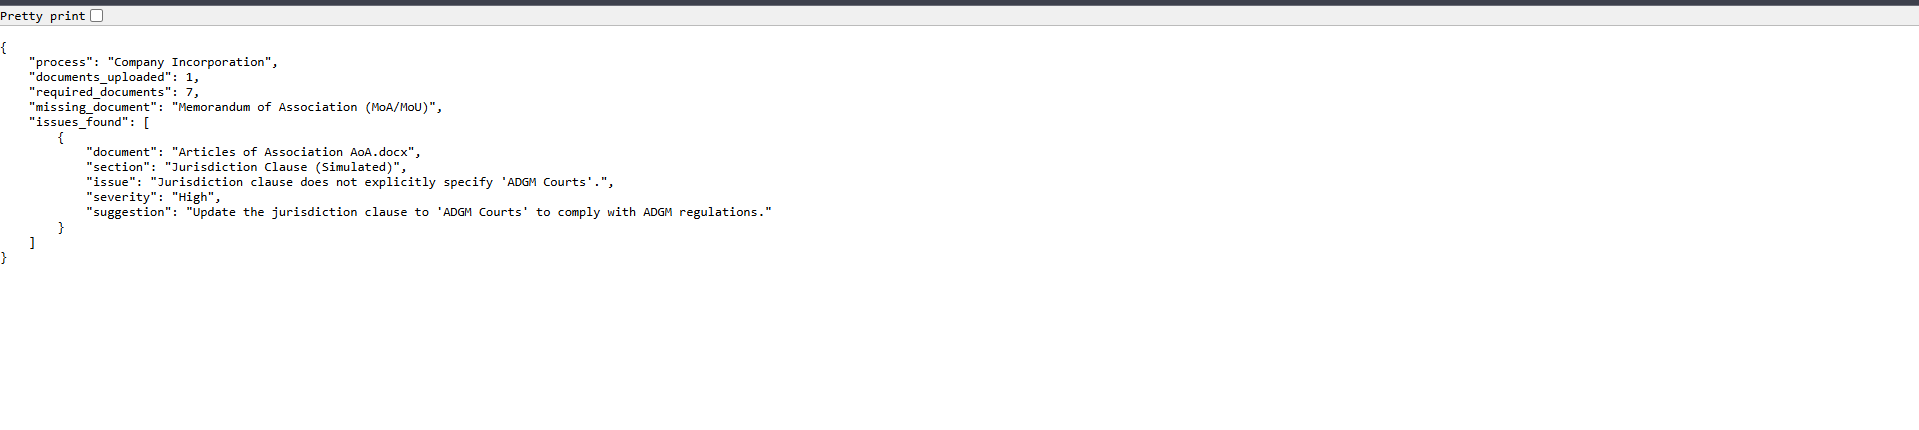 Pretty print
{
    "process": "Company Incorporation",
    "documents_uploaded": 1,
    "required_documents": 7,
    "missing_document": "Memorandum of Association (MoA/MoU)",
    "issues_found": [
        {
            "document": "Articles of Association AoA.docx",
            "section": "Jurisdiction Clause (Simulated)",
            "issue": "Jurisdiction clause does not explicitly specify 'ADGM Courts'.",
            "severity": "High",
            "suggestion": "Update the jurisdiction clause to 'ADGM Courts' to comply with ADGM regulations."
        }
    ]
}